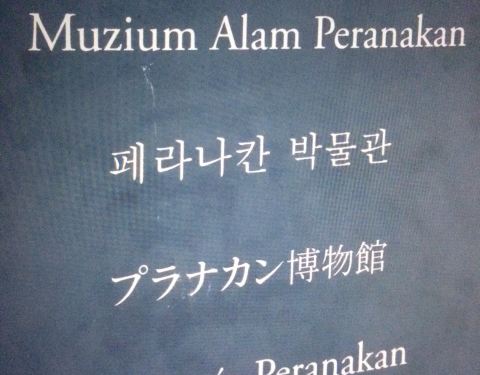 Muzium Alam Peranakan
페라나칸 박물관
プラナカン博物館
Peranakan